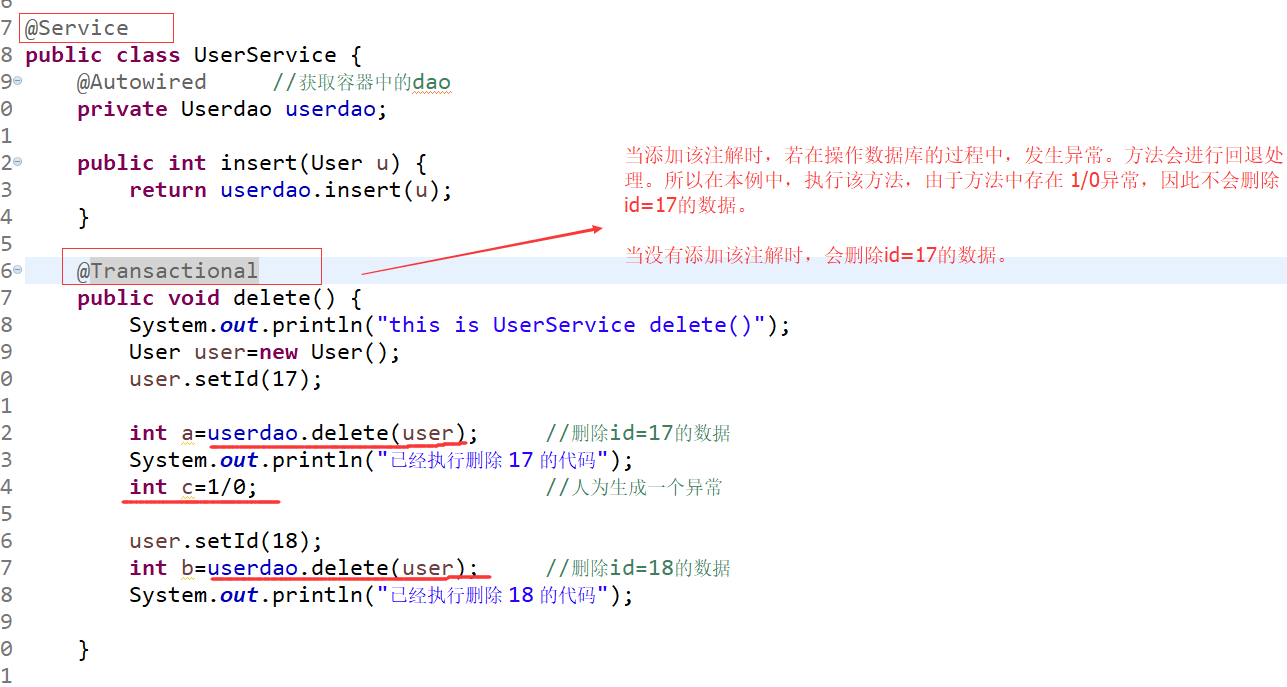 6
7 @Service
8 public class UserService {
9 @Autowired //获取容器中的dao
0 private Userdao userdao;
1
2 public int insert(User u) {
3 return userdao.insert(u);
4 }
5
6 @Transactional
7 public void delete() {
8 System.out.println("this is UserService delete()");
9 User user=new User();
0 user.setId(17);
1
2 int a=userdao.delete(user); //删除id=17的数据
3 System.out.println("已经执行删除 17 的代码");
4 int c=1/0; //人为生成一个异常
5
6 user.setId(18);
7 int b=userdao.delete(user); //删除id=18的数据
8 System.out.println("已经执行删除 18 的代码");
9
0 }
1
当添加该注解时，若在操作数据库的过程中，发生异常。方法会进行回退处
理。所以在本例中，执行该方法，由于方法中存在 1/0异常，因此不会删除
id=17的数据。
当没有添加该注解时，会删除id=17的数据。